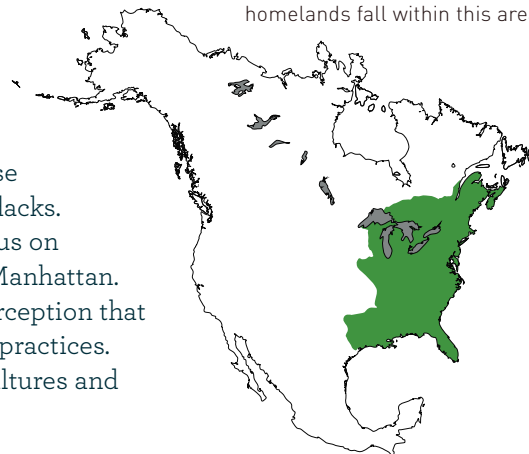 homelands fall within this are
se
lacks.
us on
Manhattan.
rception that
practices.
ltures and